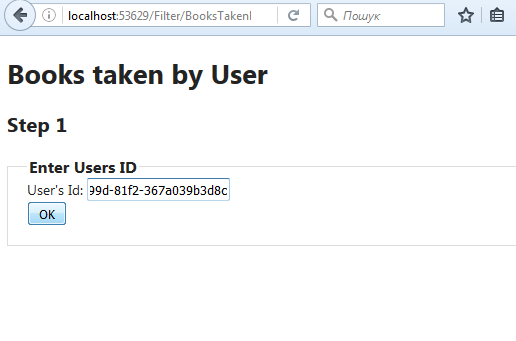 localhost:53629/Filter/BooksTakenl
Пошук
Books taken by User
Step 1
Enter Users ID
User's Id: 99d-81f2-367a039b3d8c
OK